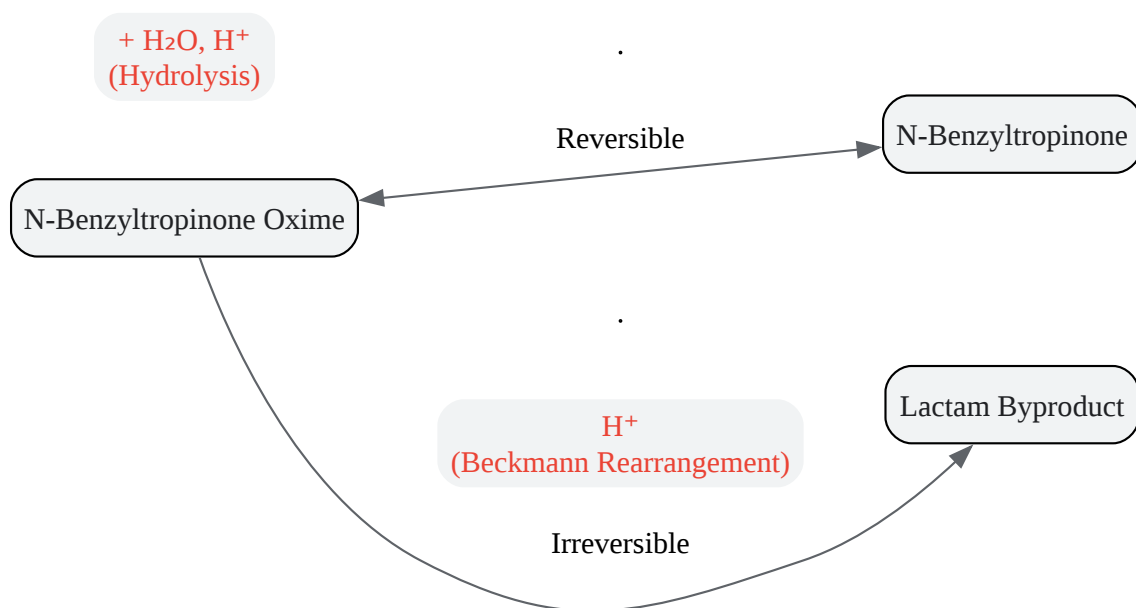 + H₂O, H⁺
(Hydrolysis)
.
Reversible
N-Benzyltropinone
N-Benzyltropinone Oxime
.
Lactam Byproduct
H⁺
(Beckmann Rearrangement)
Irreversible